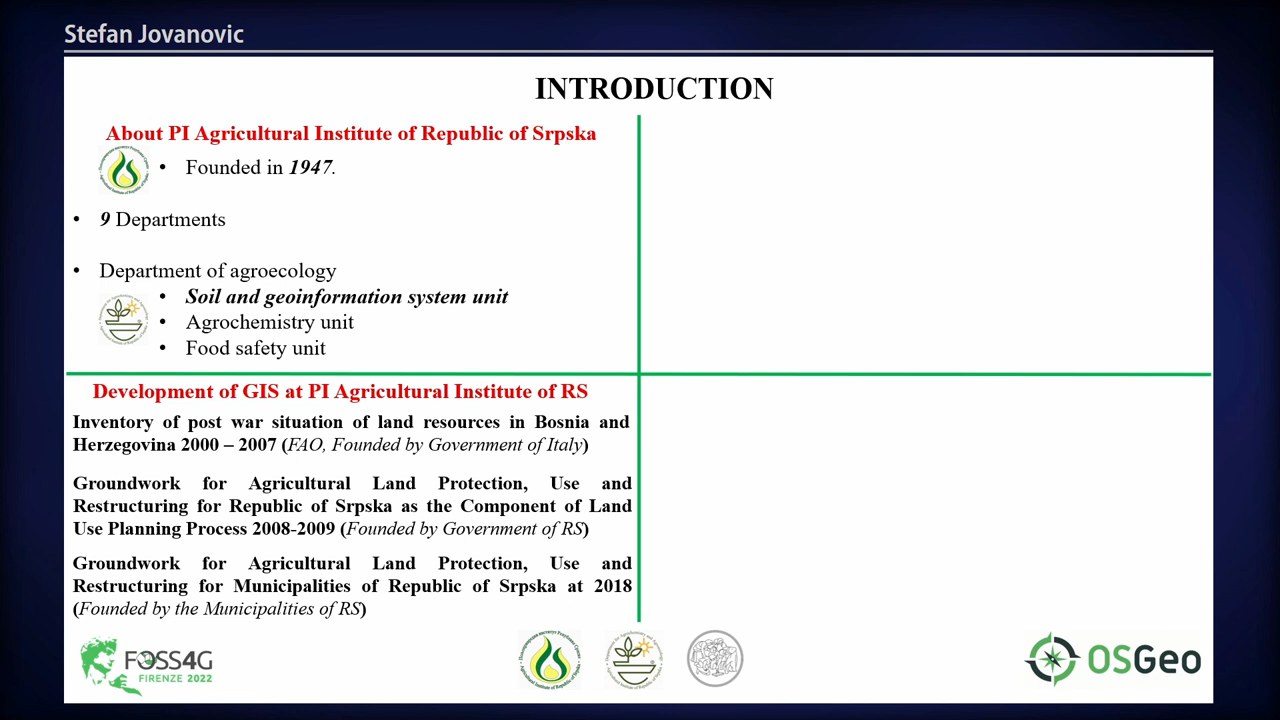 Stefan Jovanovic
INTRODUCTION
About PI Agricultural Institute of Republic of Srpska
• Founded in 1947.
• 9 Departments
• Department of agroecology
• Soil and geoinformation system unit
• Agrochemistry unit
• Food safety unit
Development of GIS at PI Agricultural Institute of RS
Inventory of post war situation of land resources in Bosnia and
Herzegovina 2000 – 2007 (FAO, Founded by Government of Italy)
Groundwork for Agricultural Land Protection, Use and
Restructuring for Republic of Srpska as the Component of Land
Use Planning Process 2008-2009 (Founded by Government of RS)
Groundwork for Agricultural Land Protection, Use and
Restructuring for Municipalities of Republic of Srpska at 2018
(Founded by the Municipalities of RS)
FOSS4G
FIRENZE 2022
OSGeo